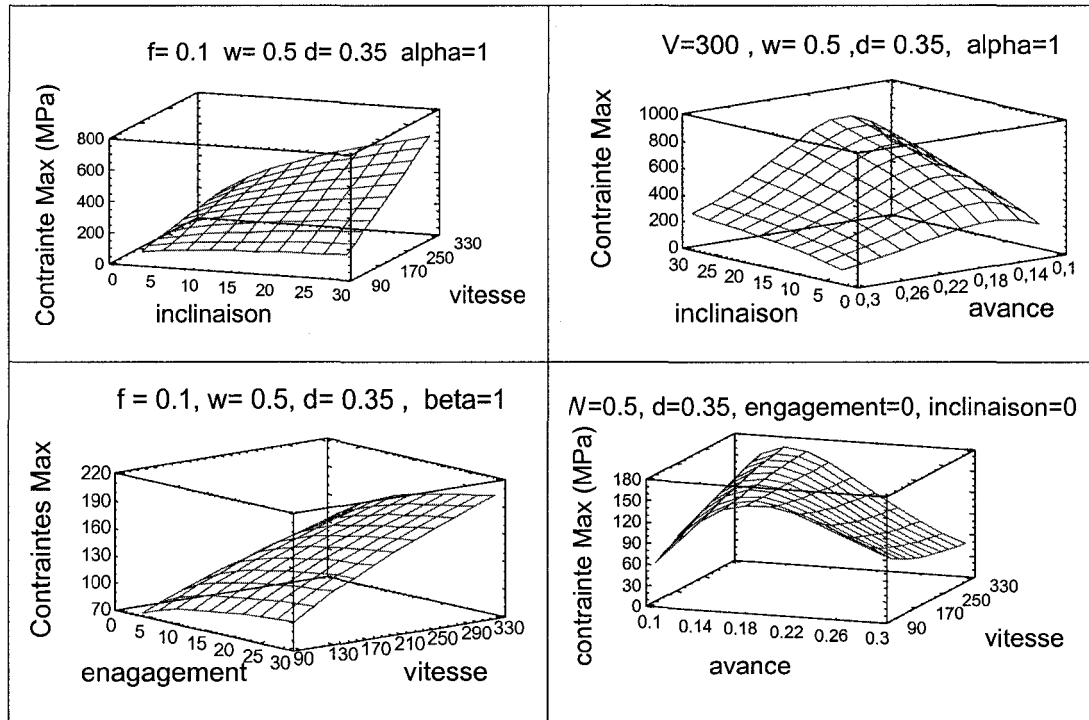 f= 0.1 w= 0.5 d= 0.35 alpha=1
Contrainte Max (MPa)
800
600
400
200
0
0 5 10 15 20 25 30
inclinaison
90 170 250 330
vitesse
V=300 , w= 0.5 ,d= 0.35, alpha=1
Contrainte Max
1000
800
600
400
200
0
30 25 20 15 10 5 0
inclinaison
0,3 0,26 0,22 0,18 0,14 0,1
avance
f = 0.1, w= 0.5, d= 0.35 , beta=1
Contraintes Max
220
190
160
130
100
70
0 5 10 15 20 25 30
enagagement
90 130 170 210 250 290 330
vitesse
W=0.5, d=0.35, engagement=0, inclinaison=0
contrainte Max (MPa)
180
150
120
90
60
30
0
0.1 0.14 0.18 0.22 0.26 0.3
avance
90 170 250 330
vitesse